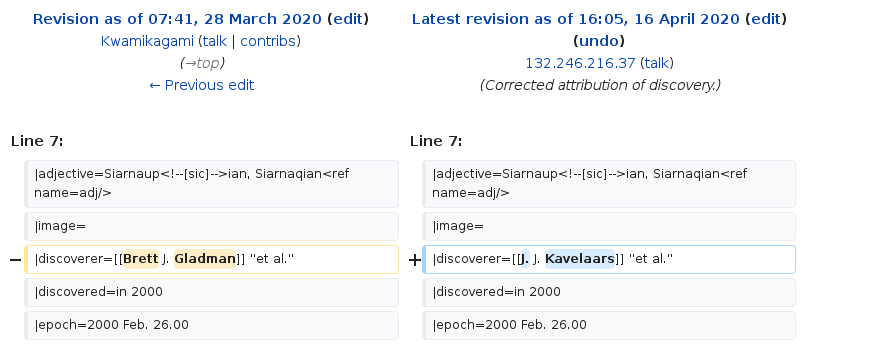 Revision as of 07:41, 28 March 2020 (edit)
Kwamikagami (talk | contribs)
(→top)
← Previous edit
Latest revision as of 16:05, 16 April 2020 (edit)
(undo)
132.246.216.37 (talk)
(Corrected attribution of discovery.)
Line 7:
Line 7:
|adjective=Siarnaup<!--[sic]-->ian, Siarnaqian<ref
name=adj/>
|adjective=Siarnaup<!--[sic]-->ian, Siarnaqian<ref
name=adj/>
|image=
|image=
− |discoverer=[[Brett J. Gladman]] "et al."
+ |discoverer=[[J. J. Kavelaars]] "et al."
|discovered=in 2000
|discovered=in 2000
|epoch=2000 Feb. 26.00
|epoch=2000 Feb. 26.00